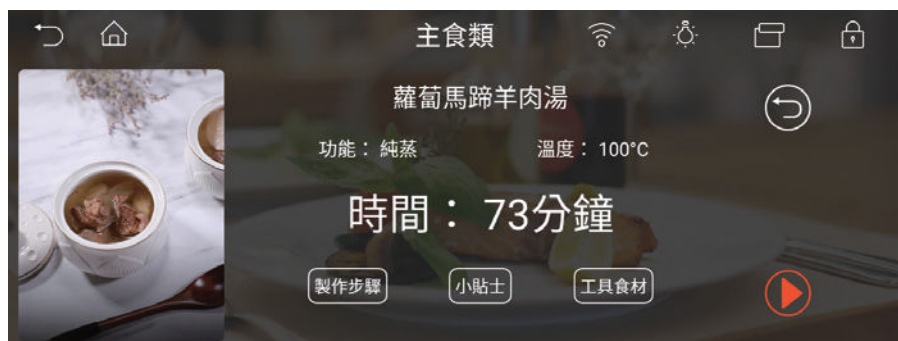 主食類
蘿蔔馬蹄羊肉湯
功能： 純蒸 溫度： 100°C
時間： 73分鐘
製作步驟 小貼士 工具食材